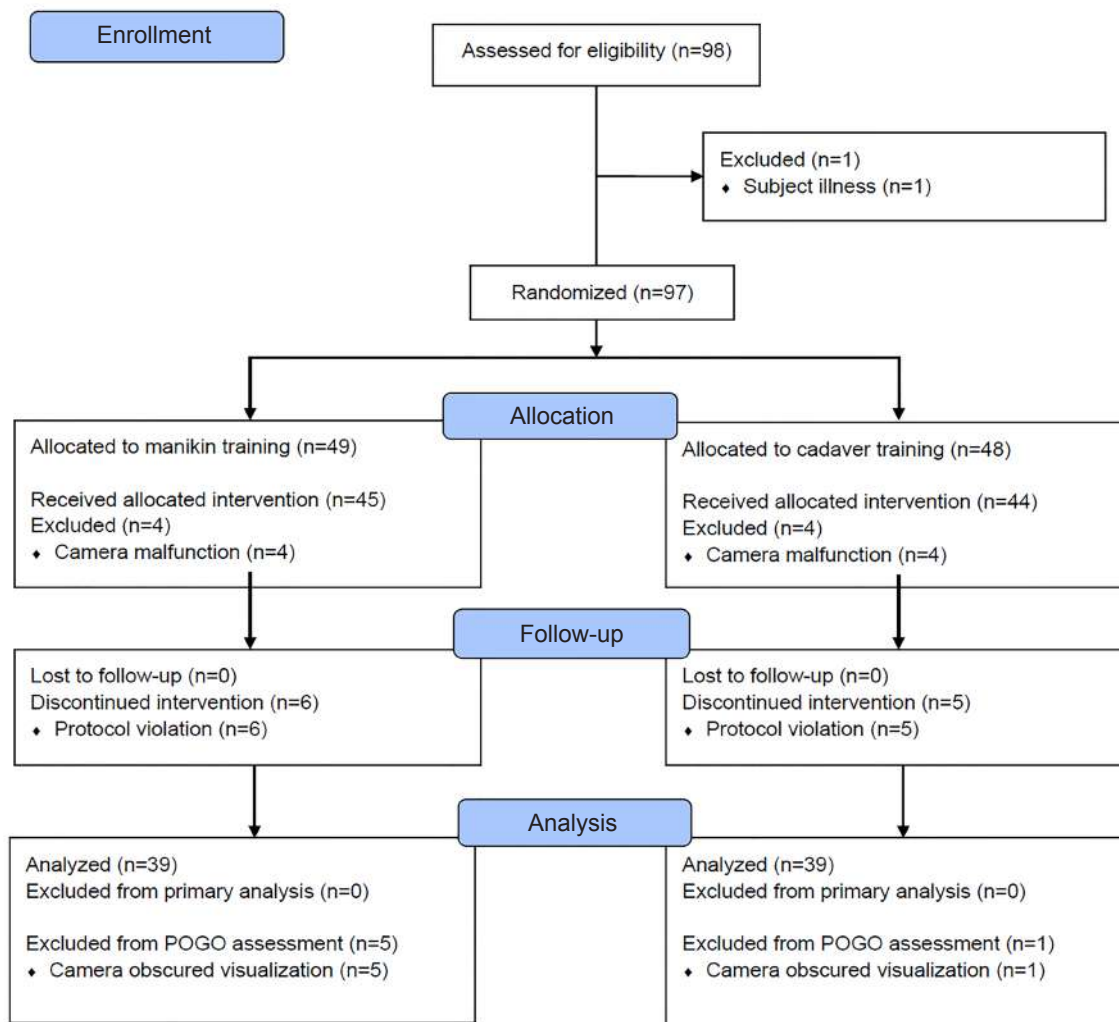 Enrollment
Assessed for eligibility (n=98)
Excluded (n=1)
⬧ Subject illness (n=1)
Randomized (n=97)
Allocation
Allocated to manikin training (n=49)
Received allocated intervention (n=45)
Excluded (n=4)
⬧ Camera malfunction (n=4)
Allocated to cadaver training (n=48)
Received allocated intervention (n=44)
Excluded (n=4)
⬧ Camera malfunction (n=4)
Follow-up
Lost to follow-up (n=0)
Discontinued intervention (n=6)
⬧ Protocol violation (n=6)
Lost to follow-up (n=0)
Discontinued intervention (n=5)
⬧ Protocol violation (n=5)
Analysis
Analyzed (n=39)
Excluded from primary analysis (n=0)
Excluded from POGO assessment (n=5)
⬧ Camera obscured visualization (n=5)
Analyzed (n=39)
Excluded from primary analysis (n=0)
Excluded from POGO assessment (n=1)
⬧ Camera obscured visualization (n=1)